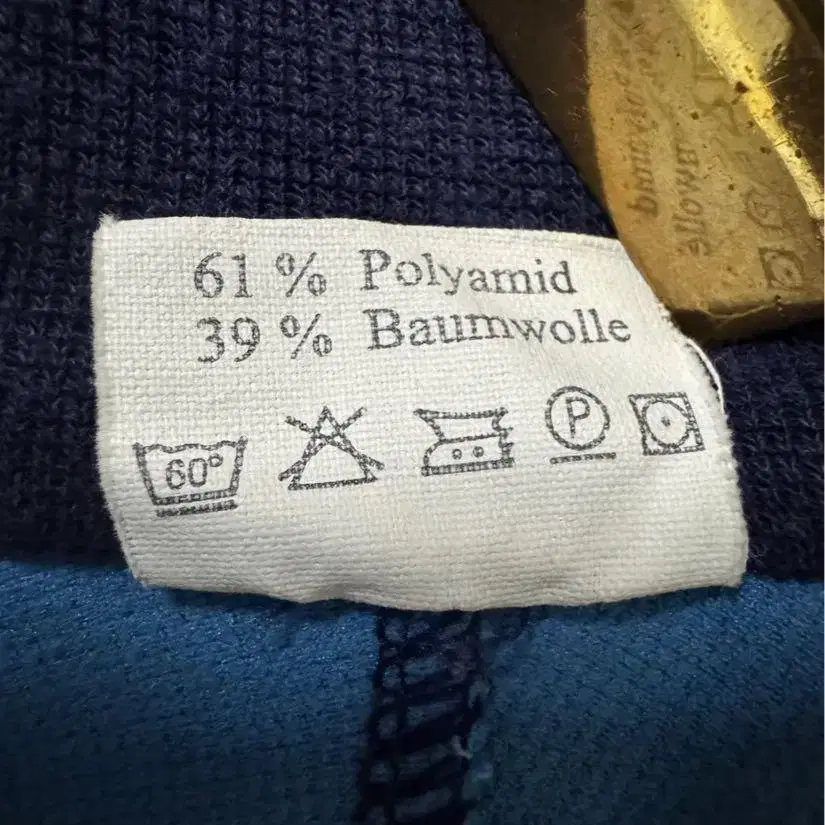 61 % Polyamid
39 % Baumwolle
60° P